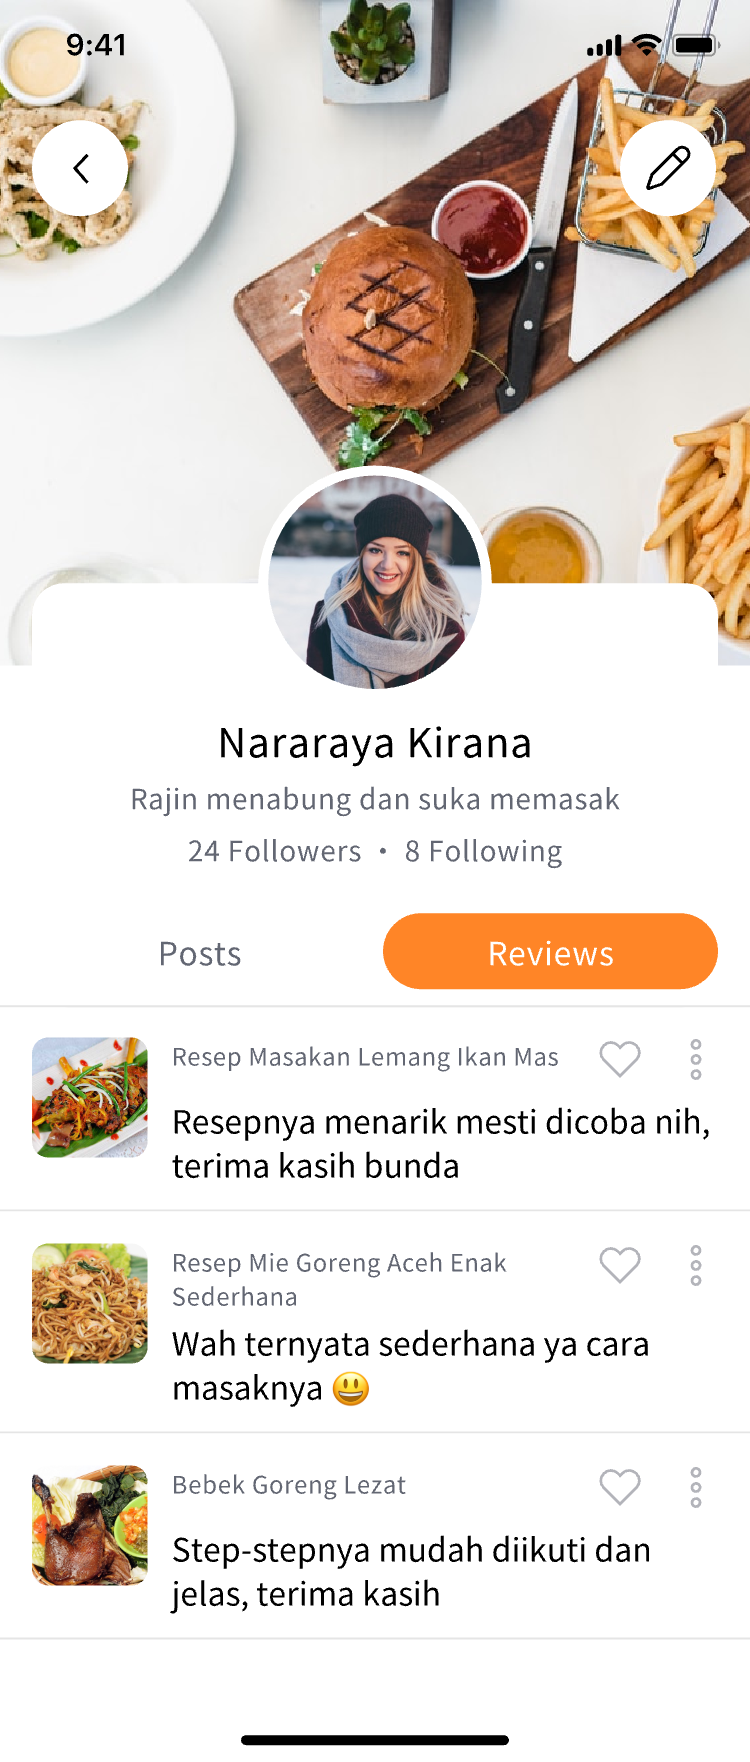 9:41
Nararaya Kirana
Rajin menabung dan suka memasak
24 Followers • 8 Following
Posts
Reviews
Resep Masakan Lemang Ikan Mas
Resepnya menarik mesti dicoba nih,
terima kasih bunda
Resep Mie Goreng Aceh Enak
Sederhana
Wah ternyata sederhana ya cara
masaknya 😃
Bebek Goreng Lezat
Step-stepnya mudah diikuti dan
jelas, terima kasih